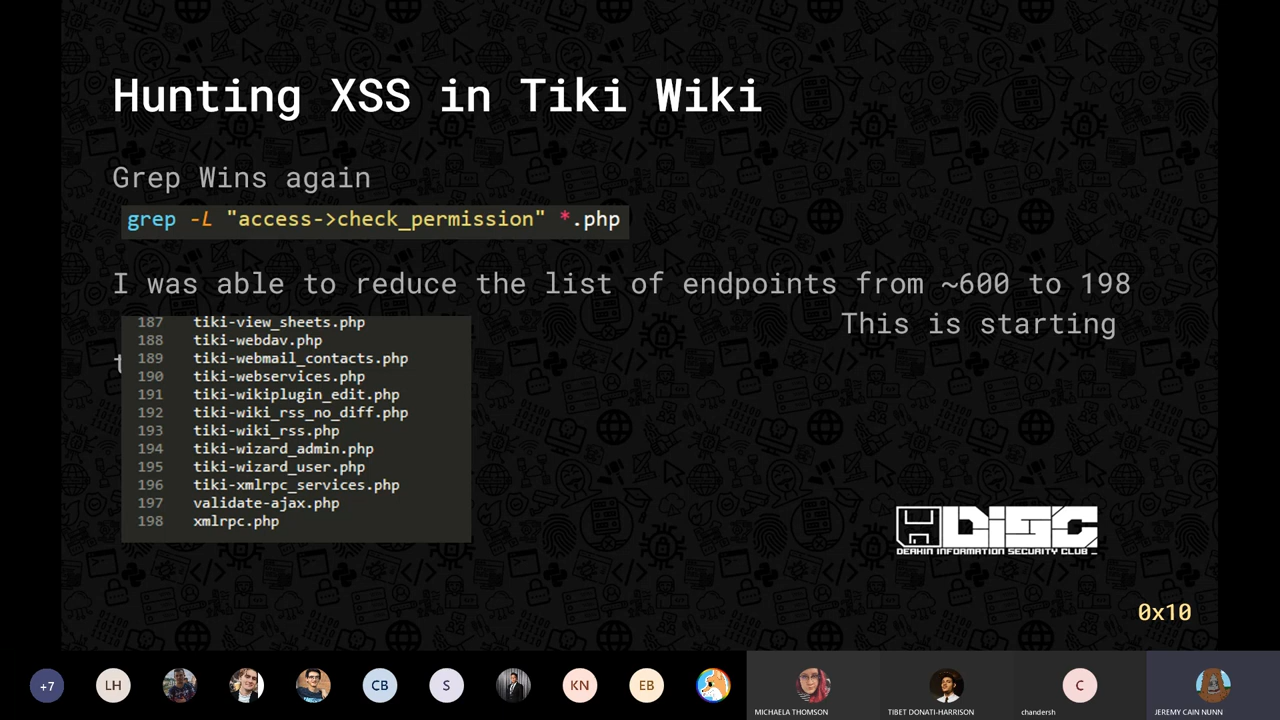 Hunting XSS in Tiki Wiki
Grep Wins again
grep -L "access->check_permission" *.php
I was able to reduce the list of endpoints from ~600 to 198
This is starting
t
187 tiki-view_sheets.php
188 tiki-webdav.php
189 tiki-webmail_contacts.php
190 tiki-webservices.php
191 tiki-wikiplugin_edit.php
192 tiki-wiki_rss_no_diff.php
193 tiki-wiki_rss.php
194 tiki-wizard_admin.php
195 tiki-wizard_user.php
196 tiki-xmlrpc_services.php
197 validate-ajax.php
198 xmlrpc.php
DISC
DEAKIN INFORMATION SECURITY CLUB _
0x10
+7
LH
CB
S
KN
EB
C
MICHAELA THOMSON
TIBET DONATI-HARRISON
chandersh
JEREMY CAIN NUNN